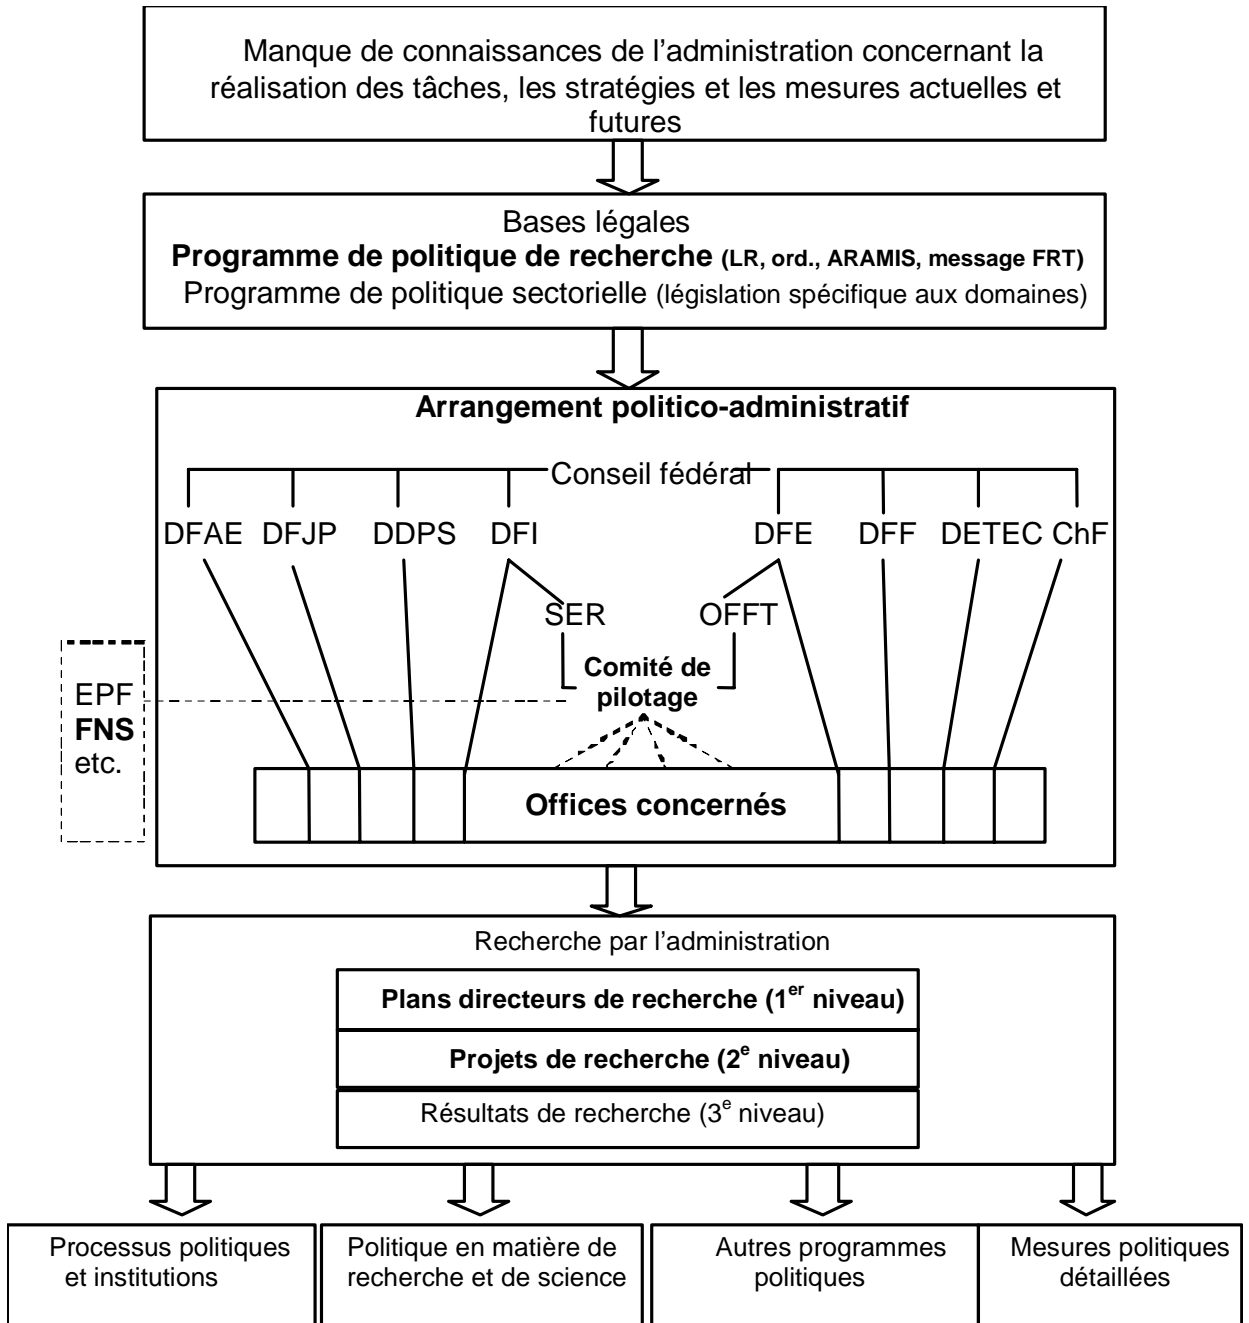 Manque de connaissances de l'administration concernant la
réalisation des tâches, les stratégies et les mesures actuelles et
futures
Bases légales
Programme de politique de recherche (LR, ord., ARAMIS, message FRT)
Programme de politique sectorielle (législation spécifique aux domaines)
Arrangement politico-administratif
Conseil fédéral
DFAE DFJP DDPS DFI DFE DFF DETEC ChF
SER OFFT
Comité de
pilotage
EPF
FNS
etc.
Offices concernés
Recherche par l'administration
Plans directeurs de recherche (1er niveau)
Projets de recherche (2e niveau)
Résultats de recherche (3e niveau)
Processus politiques
et institutions
Politique en matière de
recherche et de science
Autres programmes
politiques
Mesures politiques
détaillées